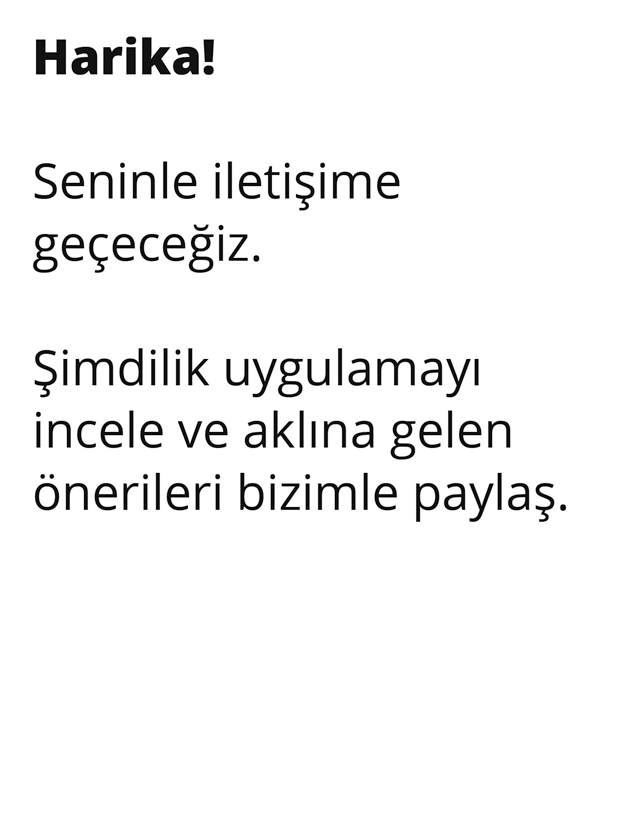 Harika!
Seninle iletişime
geçeceğiz.
Şimdilik uygulamayı
incele ve aklına gelen
önerileri bizimle paylaş.